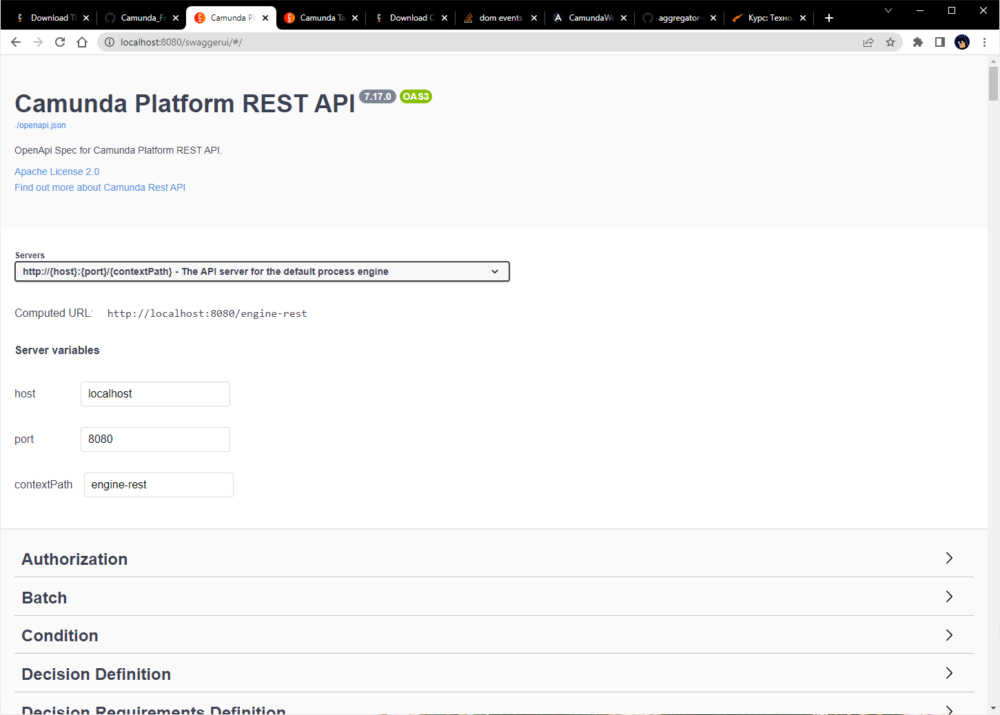 Download Th
Camunda_Fr
Camunda Pl
Camunda Ta
Download C
dom events
CamundaWe
aggregator-
Курс: Техно
localhost:8080/swaggerui/#/
Camunda Platform REST API 7.17.0 OAS3
./openapi.json
OpenApi Spec for Camunda Platform REST API.
Apache License 2.0
Find out more about Camunda Rest API
Servers
http://{host}:{port}/{contextPath} - The API server for the default process engine
Computed URL: http://localhost:8080/engine-rest
Server variables
host localhost
port 8080
contextPath engine-rest
Authorization
Batch
Condition
Decision Definition
Decision Requirements Definition